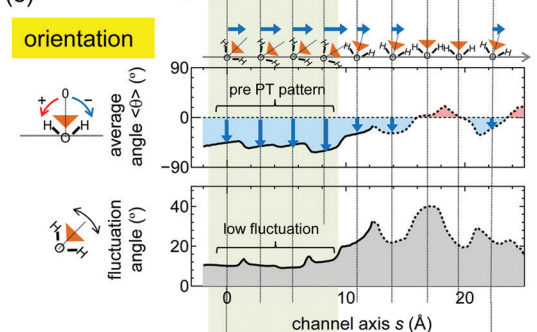 orientation
+ 0 −
H H
average
angle <θ> (°)
90
0
−90
pre PT pattern
fluctuation
angle (°)
40
20
0
low fluctuation
0 10 20
channel axis s (Å)